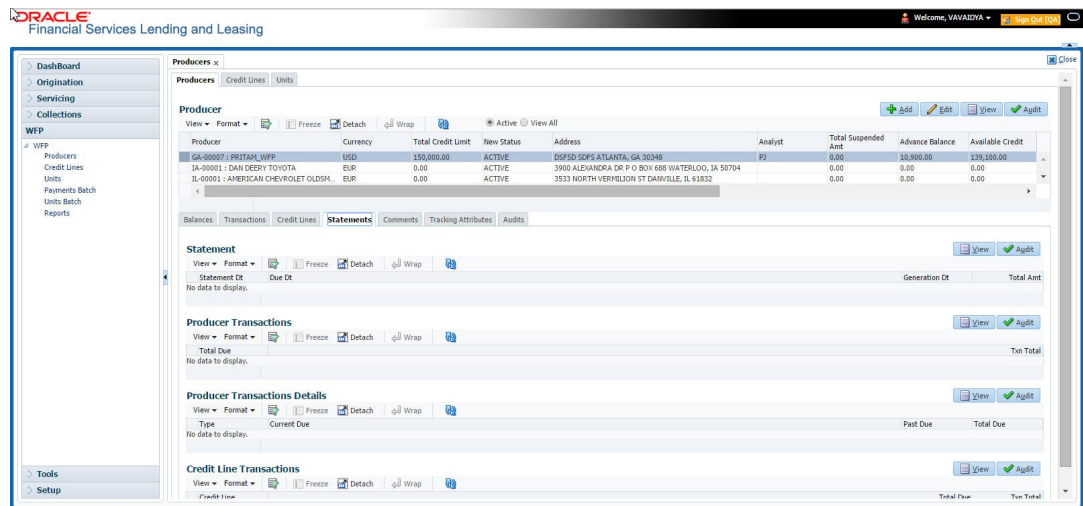 ORACLE
Financial Services Lending and Leasing
Welcome, VAVAIDYA
Sign Out [QA]
Close
DashBoard
Origination
Servicing
Collections
WFP
WFP
Producers
Credit Lines
Units
Payments Batch
Units Batch
Reports
Tools
Setup
Producers x
Producers Credit Lines Units
Producer
Add Edit View Audit
View Format Freeze Detach Wrap Active View All
Producer Currency Total Credit Limit New Status Address Analyst Total Suspended Amt Advance Balance Available Credit
GA-00007 : PRITAM_WFP USD 150,000.00 ACTIVE DSFSD SDFS ATLANTA, GA 30348 PJ 0.00 10,900.00 139,100.00
IA-00001 : DAN DEERY TOYOTA EUR 0.00 ACTIVE 3900 ALEXANDRA DR P O BOX 688 WATERLOO, IA 50704 0.00 0.00 0.00
IL-00001 : AMERICAN CHEVROLET OLDSM... EUR 0.00 ACTIVE 3533 NORTH VERMILION ST DANVILLE, IL 61832 0.00 0.00 0.00
Balances Transactions Credit Lines Statements Comments Tracking Attributes Audits
Statement
View Audit
View Format Freeze Detach Wrap
Statement Dt Due Dt Generation Dt Total Amt
No data to display.
Producer Transactions
View Audit
View Format Freeze Detach Wrap
Total Due Txn Total
No data to display.
Producer Transactions Details
View Audit
View Format Freeze Detach Wrap
Type Current Due Past Due Total Due
No data to display.
Credit Line Transactions
View Audit
View Format Freeze Detach Wrap
Credit Line Total Due Txn Total